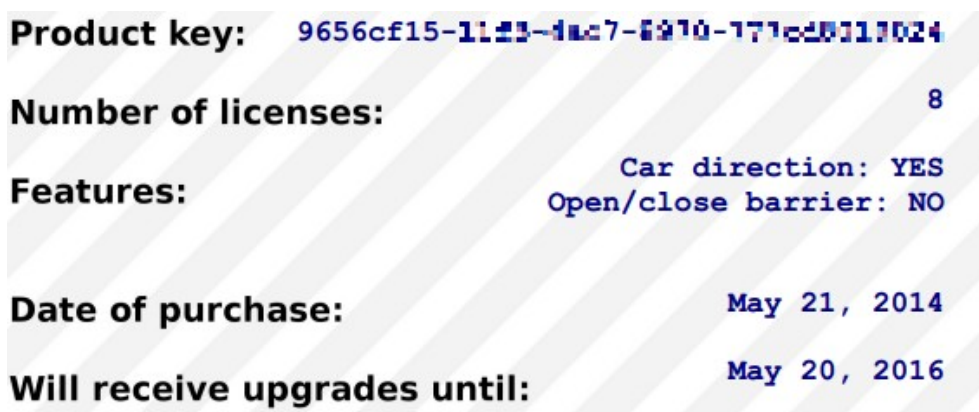 Product key: 9656cf15-
Number of licenses: 8
Features: Car direction: YES
Open/close barrier: NO
Date of purchase: May 21, 2014
Will receive upgrades until: May 20, 2016